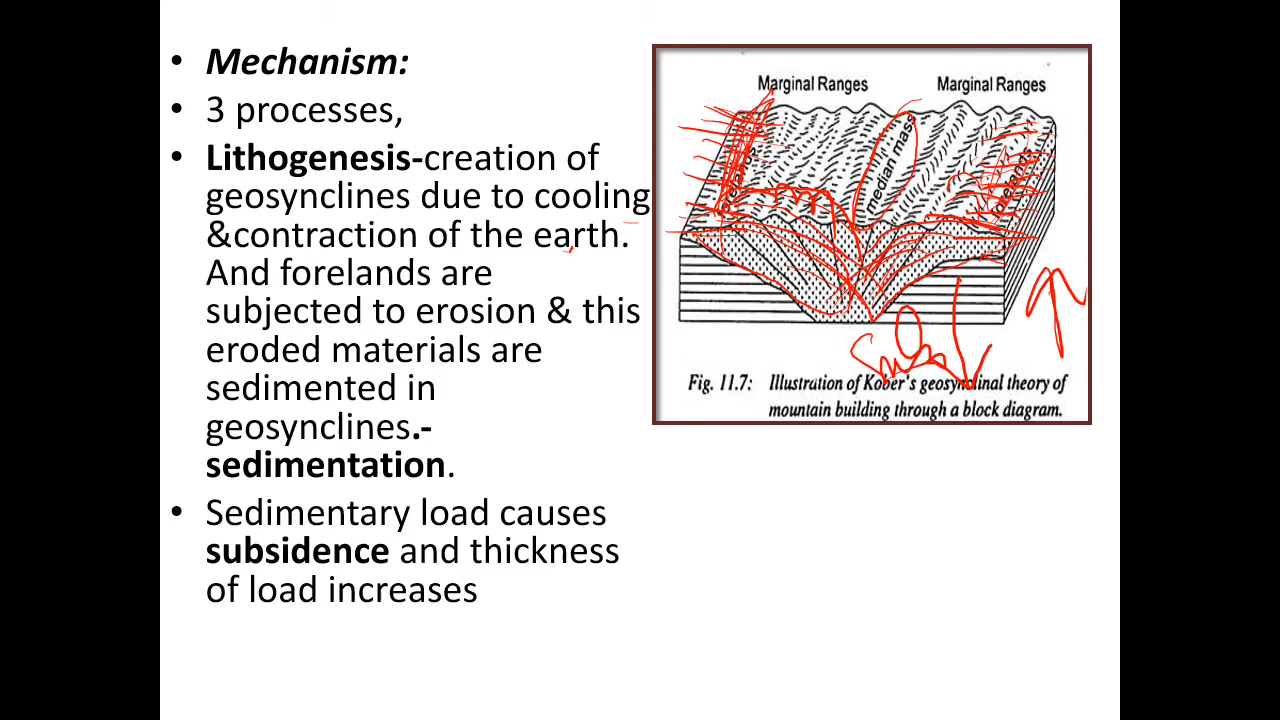 • Mechanism:
• 3 processes,
• Lithogenesis-creation of
geosynclines due to cooling
&contraction of the earth.
And forelands are
subjected to erosion & this
eroded materials are
sedimented in
geosynclines.-
sedimentation.
• Sedimentary load causes
subsidence and thickness
of load increases
Marginal Ranges Marginal Ranges
median mass
Fig. 11.7: Illustration of Kober's geosynclinal theory of
mountain building through a block diagram.